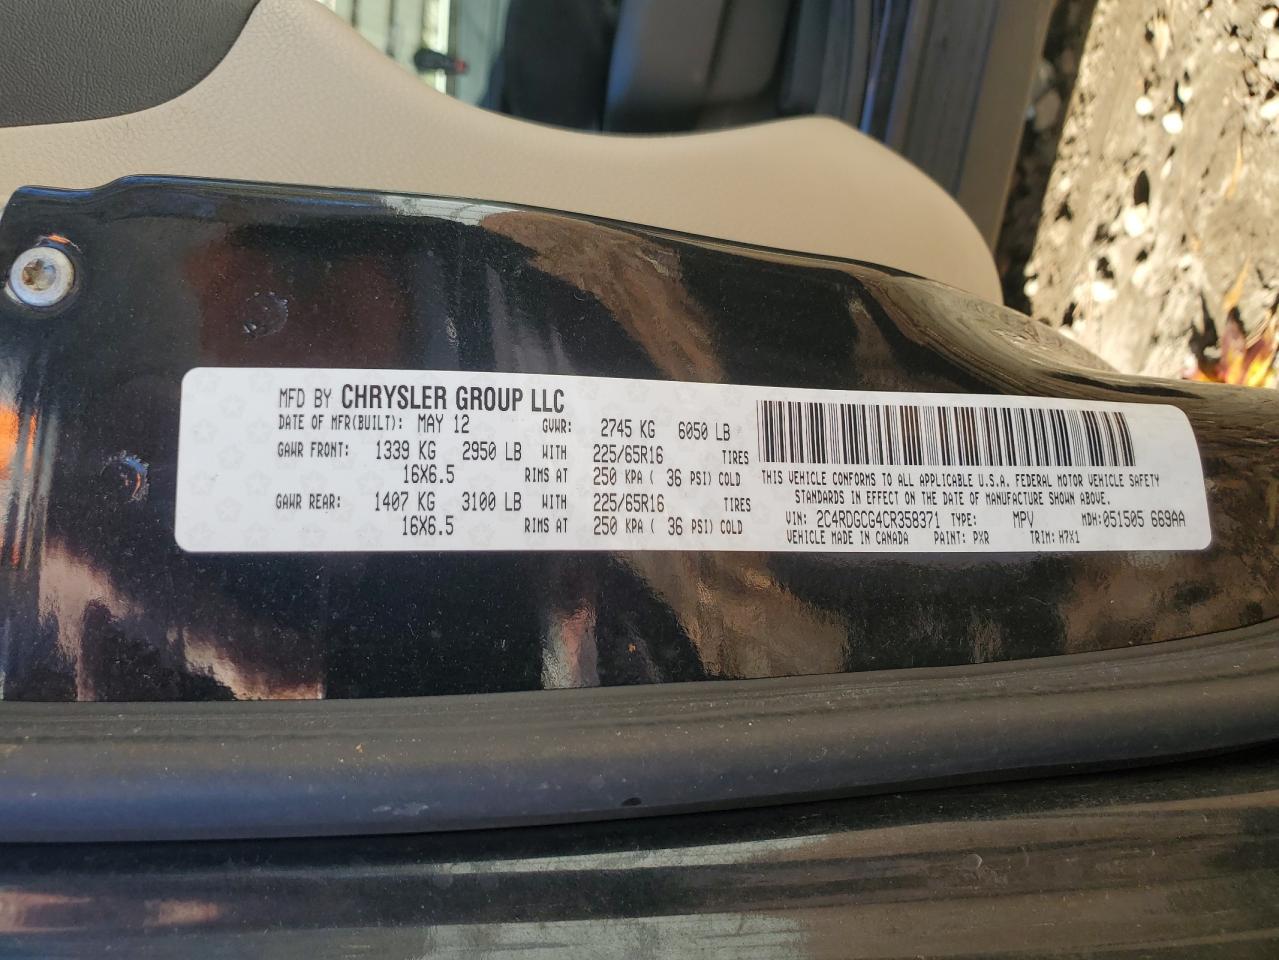 MFD BY CHRYSLER GROUP LLC
DATE OF MFR(BUILT): MAY 12 GVWR: 2745 KG 6050 LB
GAWR FRONT: 1339 KG 2950 LB WITH 225/65R16 TIRES
16X6.5 RIMS AT 250 KPA ( 36 PSI) COLD
GAWR REAR: 1407 KG 3100 LB WITH 225/65R16 TIRES
16X6.5 RIMS AT 250 KPA ( 36 PSI) COLD
THIS VEHICLE CONFORMS TO ALL APPLICABLE U.S.A. FEDERAL MOTOR VEHICLE SAFETY
STANDARDS IN EFFECT ON THE DATE OF MANUFACTURE SHOWN ABOVE.
VIN: 2C4RDGCG4CR358371 TYPE: MPV MDH:051505 669AA
VEHICLE MADE IN CANADA PAINT: PXR TRIM: H7X1